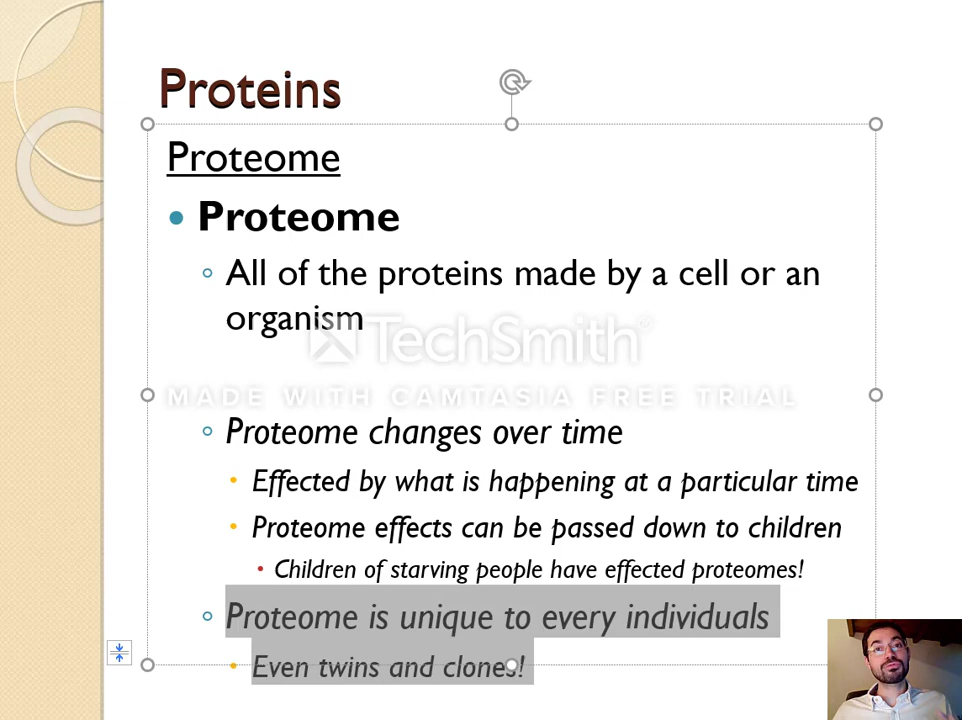 Proteins
Proteome
Proteome
All of the proteins made by a cell or an
organism
TechSmith®
MADE WITH CAMTASIA FREE TRIAL
Proteome changes over time
Effected by what is happening at a particular time
Proteome effects can be passed down to children
Children of starving people have effected proteomes!
Proteome is unique to every individuals
Even twins and clones!